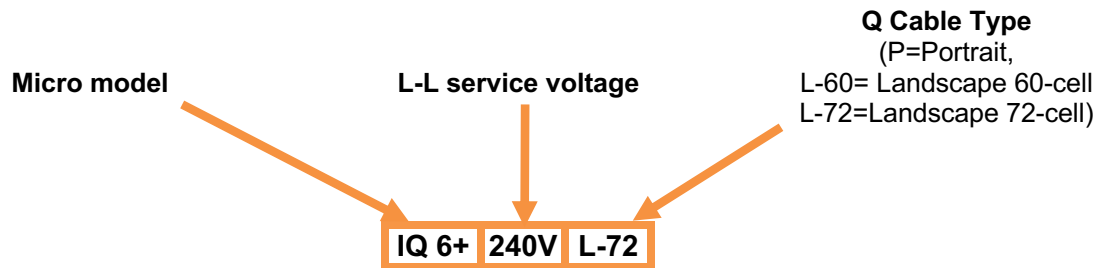 Q Cable Type
(P=Portrait,
L-60= Landscape 60-cell
L-72=Landscape 72-cell)
Micro model
L-L service voltage
IQ 6+ 240V L-72